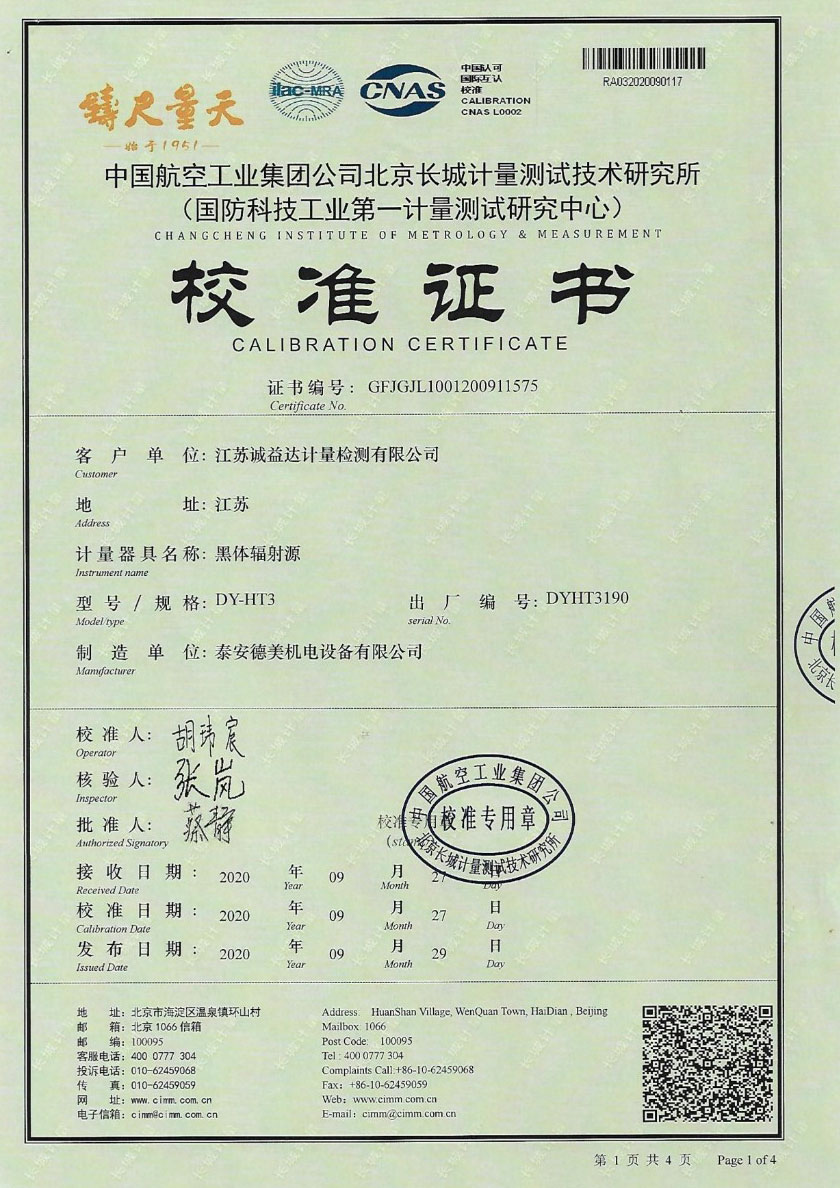 鑄尺量天
始于1951
ilac-MRA
CNAS
中国认可
国际互认
校准
CALIBRATION
CNAS L0002
RA032020090117
中国航空工业集团公司北京长城计量测试技术研究所
（国防科技工业第一计量测试研究中心）
CHANGCHENG INSTITUTE OF METROLOGY & MEASUREMENT
校准证书
CALIBRATION CERTIFICATE
证书编号: GFJGJL1001200911575
Certificate No.
客户单位: 江苏诚益达计量检测有限公司
Customer
地址: 江苏
Address
计量器具名称: 黑体辐射源
Instrument name
型号/规格: DY-HT3 出厂编号: DYHT3190
Model/type serial No.
制造单位: 泰安德美机电设备有限公司
Manufacturer
校准人: 胡玮宸
Operator
核验人: 张岚
Inspector
批准人: 蔡静
Authorized Signatory
校准专用章
中国航空工业集团公司
校准专用章
北京长城计量测试技术研究所
接收日期: 2020 年 09 月 27 日
Received Date Year Month Day
校准日期: 2020 年 09 月 27 日
Calibration Date Year Month Day
发布日期: 2020 年 09 月 29 日
Issued Date Year Month Day
地址: 北京市海淀区温泉镇环山村 Address: HuanShan Village, WenQuan Town, HaiDian , Beijing
邮箱: 北京 1066 信箱 Mailbox: 1066
邮编: 100095 Post Code: 100095
客服电话: 400 0777 304 Tel : 400 0777 304
投诉电话: 010-62459068 Complaints Call:+86-10-62459068
传真: 010-62459059 Fax: +86-10-62459059
网址: www.cimm.com.cn Web: www.cimm.com.cn
电子信箱: cimm@cimm.com.cn E-mail: cimm@cimm.com.cn
第 1 页 共 4 页 Page 1 of 4